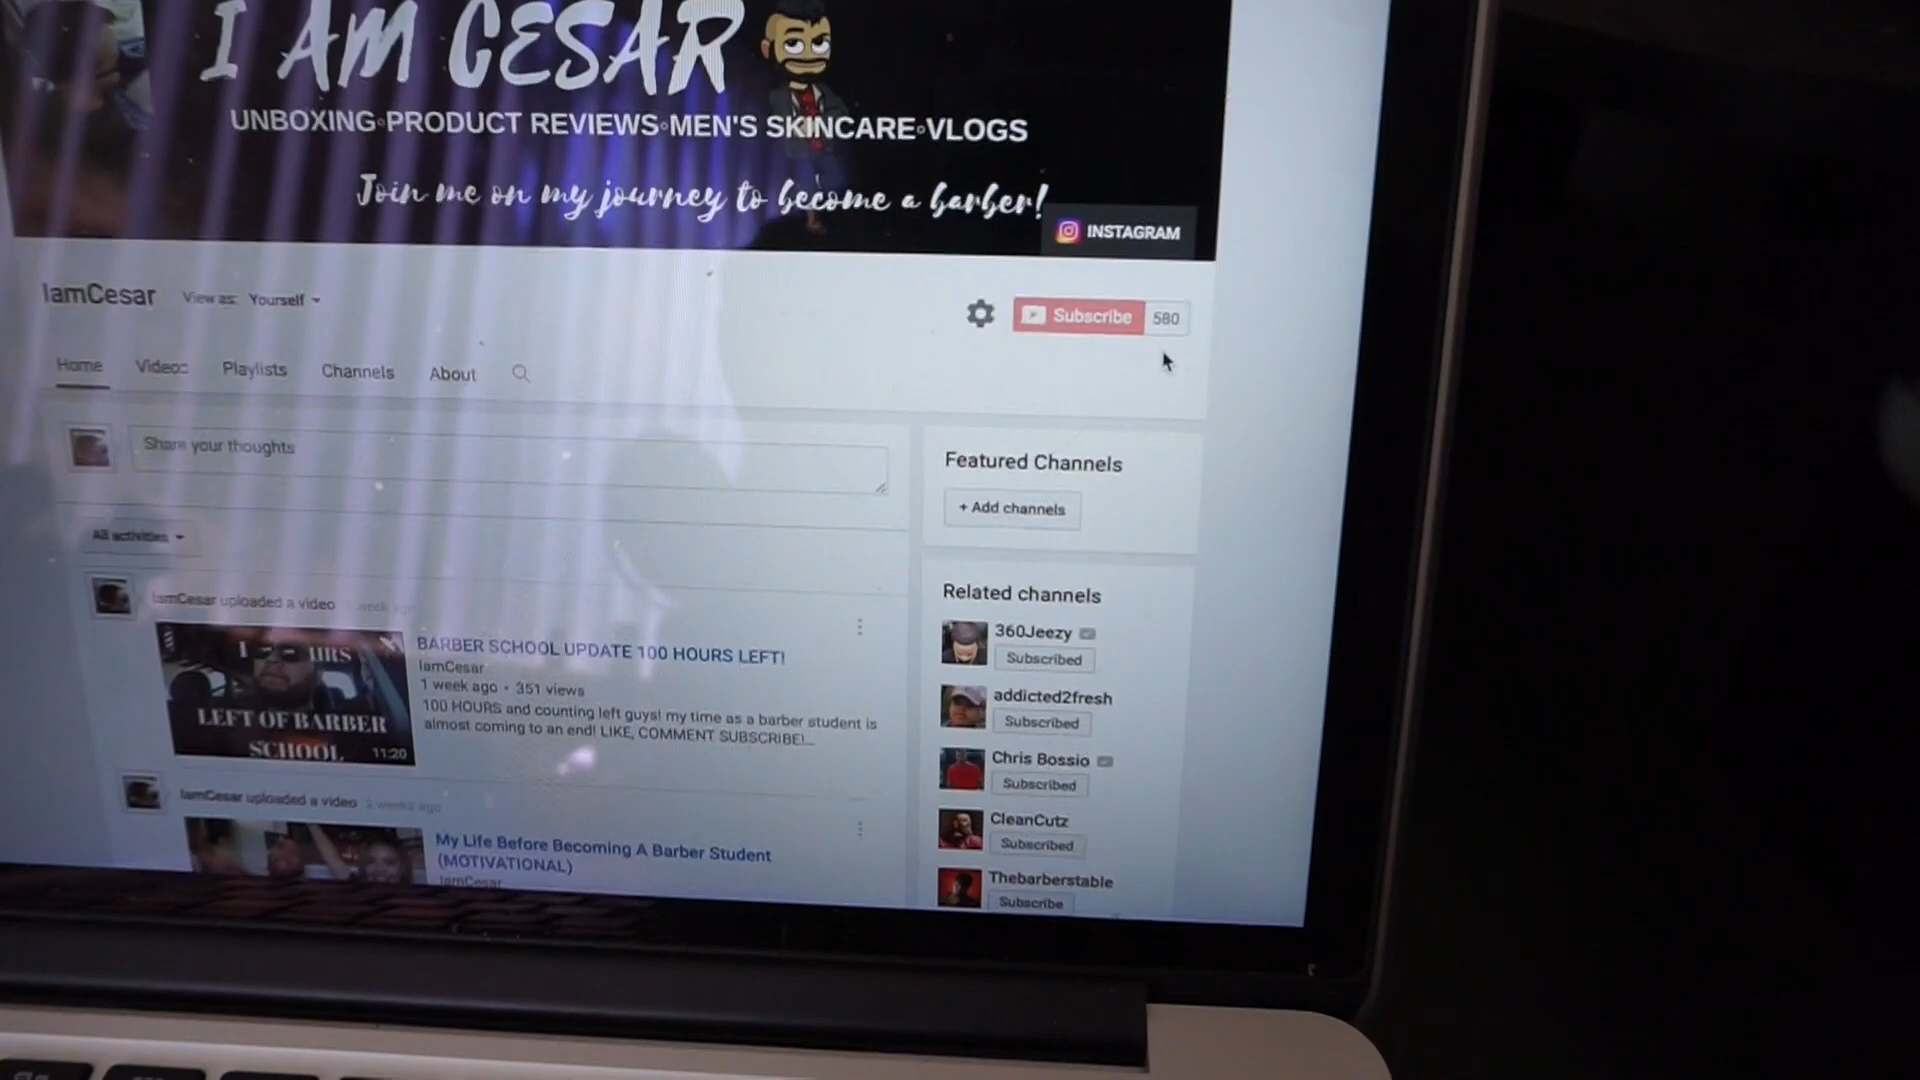 I AM CESAR
UNBOXING◦PRODUCT REVIEWS◦MEN'S SKINCARE◦VLOGS
Join me on my journey to become a barber!
INSTAGRAM
IamCesar
View as: Yourself
Subscribe 580
Home Videos Playlists Channels About
Share your thoughts
All activities
IamCesar uploaded a video 1 week ago
HRS
LEFT OF BARBER
SCHOOL
11:20
BARBER SCHOOL UPDATE 100 HOURS LEFT!
IamCesar
1 week ago • 351 views
100 HOURS and counting left guys! my time as a barber student is
almost coming to an end! LIKE, COMMENT SUBSCRIBE!...
IamCesar uploaded a video 2 weeks ago
My Life Before Becoming A Barber Student
(MOTIVATIONAL)
IamCesar
Featured Channels
+ Add channels
Related channels
360Jeezy
Subscribed
addicted2fresh
Subscribed
Chris Bossio
Subscribed
CleanCutz
Subscribed
Thebarberstable
Subscribe